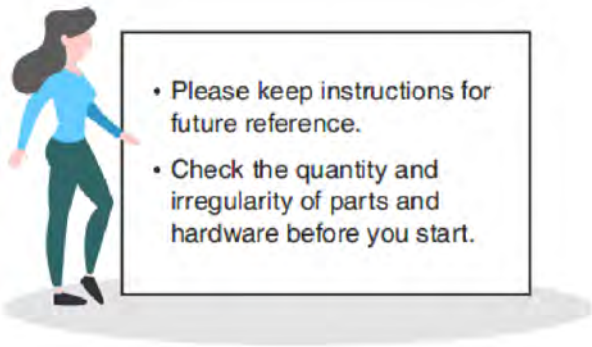 • Please keep instructions for
future reference.
• Check the quantity and
irregularity of parts and
hardware before you start.